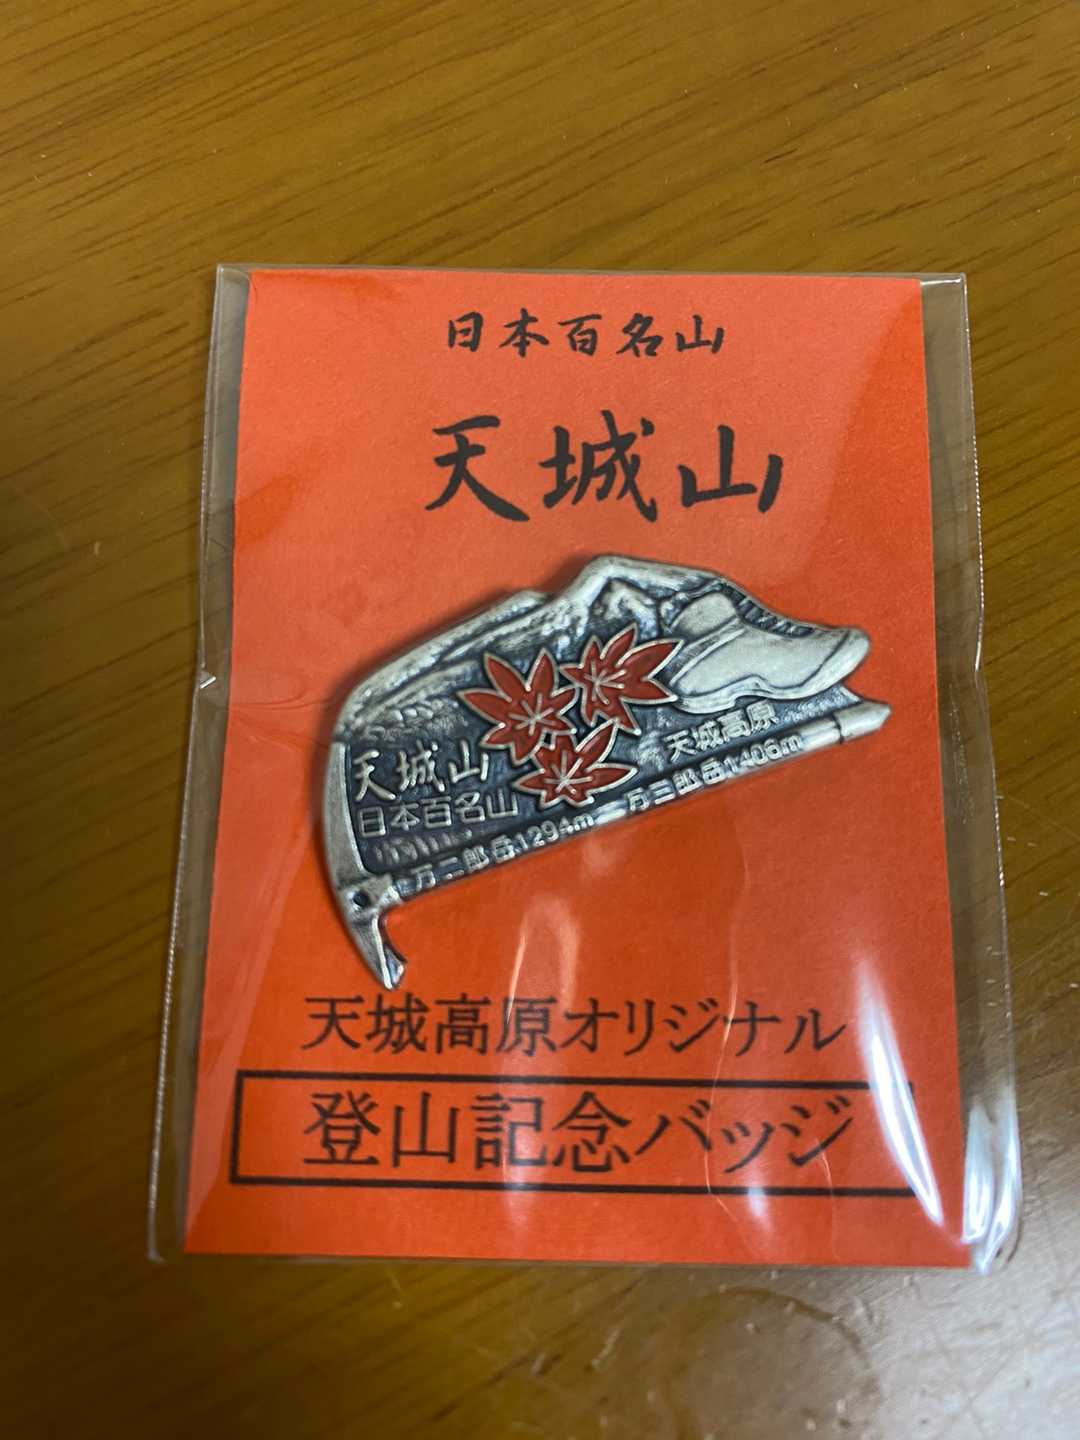 日本百名山
天城山
天城山
日本百名山
天城高原
万二郎岳1294m 万三郎岳1406m
天城高原オリジナル
登山記念バッジ